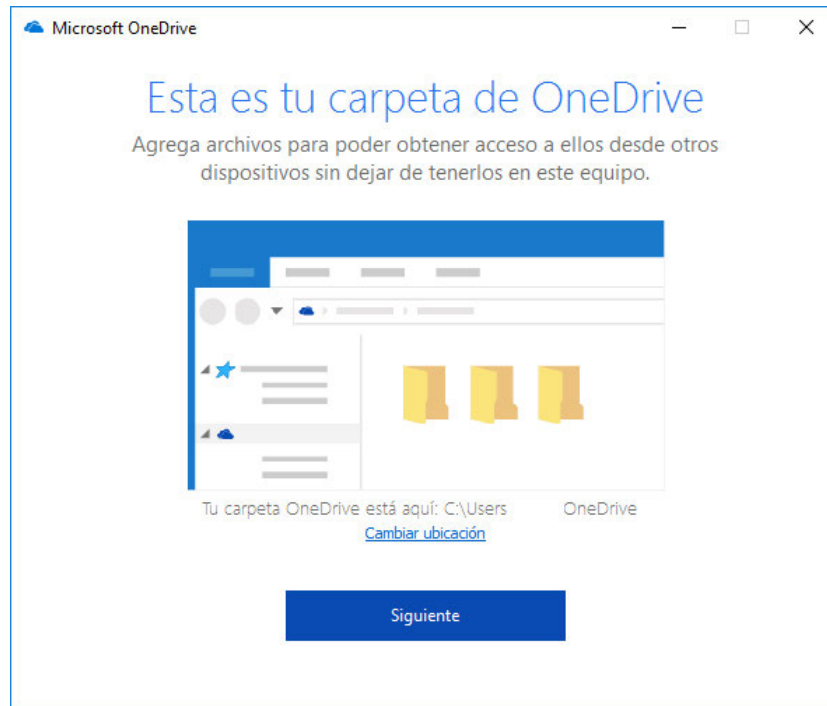 Microsoft OneDrive
Esta es tu carpeta de OneDrive
Agrega archivos para poder obtener acceso a ellos desde otros
dispositivos sin dejar de tenerlos en este equipo.
Tu carpeta OneDrive está aquí: C:\Users OneDrive
Cambiar ubicación
Siguiente